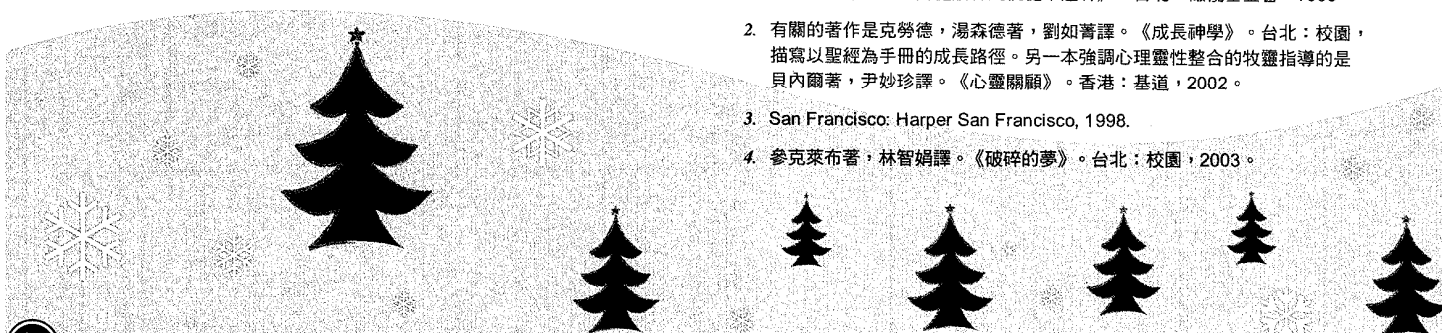 2. 有關的著作是克勞德，湯森德著，劉如菁譯。《成長神學》。台北：校園，
描寫以聖經為手冊的成長路徑。另一本強調心理靈性整合的牧靈指導的是
貝內爾著，尹妙珍譯。《心靈關顧》。香港：基道，2002。
3. San Francisco: Harper San Francisco, 1998.
4. 參克萊布著，林智娟譯。《破碎的夢》。台北：校園，2003。